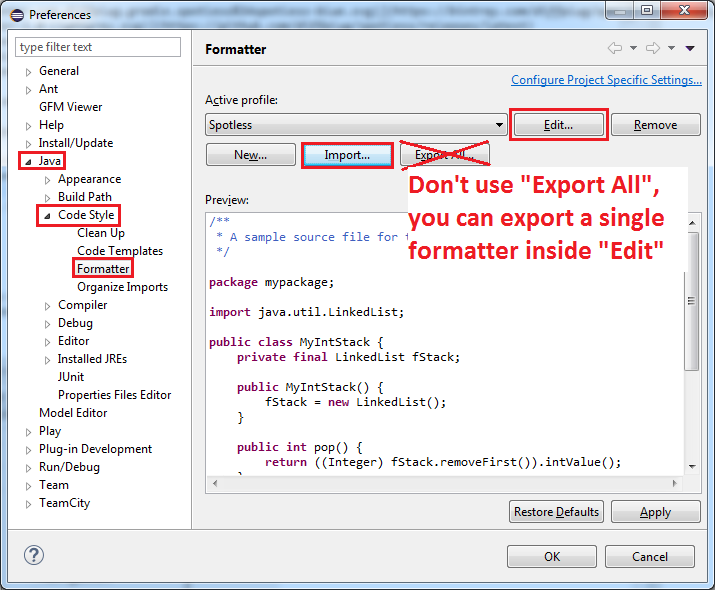 Preferences
type filter text
General
Ant
GFM Viewer
Help
Install/Update
Java
Appearance
Build Path
Code Style
Clean Up
Code Templates
Formatter
Organize Imports
Compiler
Debug
Editor
Installed JREs
JUnit
Properties Files Editor
Model Editor
Play
Plug-in Development
Run/Debug
Team
TeamCity
Formatter
Configure Project Specific Settings...
Active profile:
Spotless
Edit...
Remove
New...
Import...
Export All...
Don't use "Export All",
you can export a single
formatter inside "Edit"
Preview:
/**
* A sample source file for
*/
package mypackage;
import java.util.LinkedList;
public class MyIntStack {
private final LinkedList fStack;
public MyIntStack() {
fStack = new LinkedList();
}
public int pop() {
return ((Integer) fStack.removeFirst()).intValue();
Restore Defaults
Apply
?
OK
Cancel